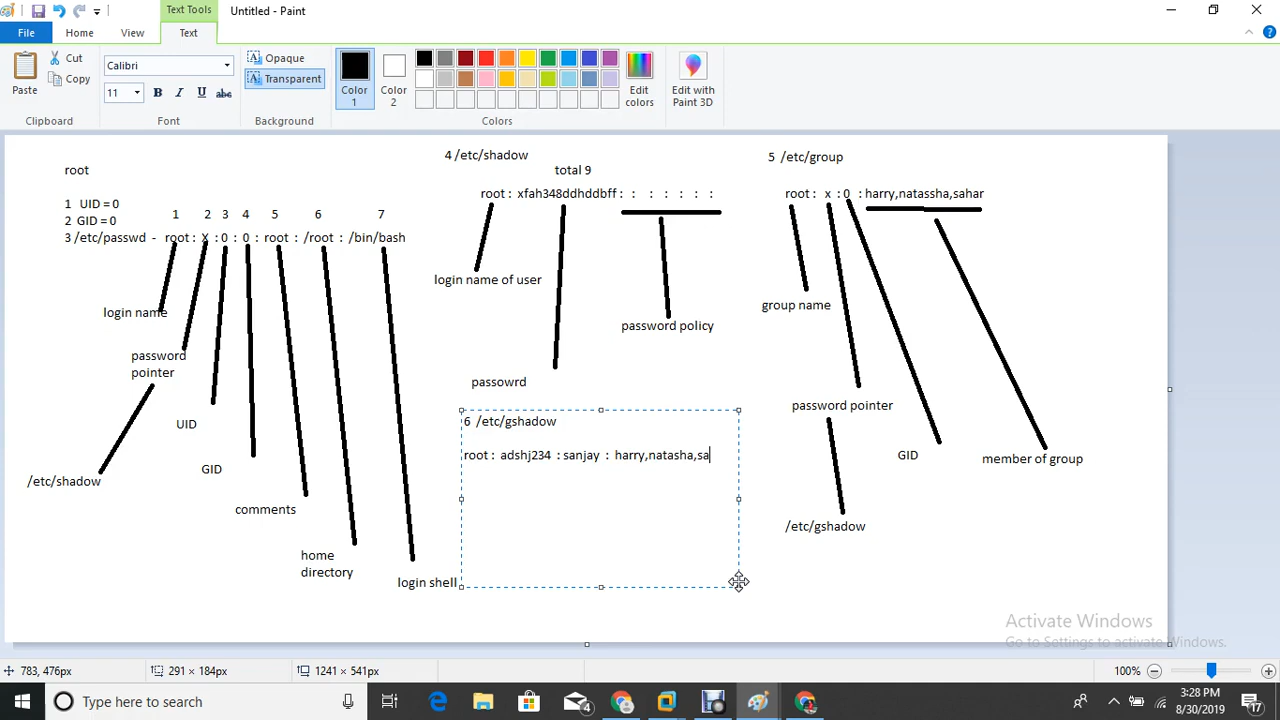 Text Tools
Untitled - Paint
File
Home
View
Text
Paste
Cut
Copy
Clipboard
Calibri
11
B
I
U
abc
Font
Opaque
Transparent
Background
Color
1
Color
2
Edit
colors
Colors
Edit with
Paint 3D
root
1 UID = 0
2 GID = 0
1 2 3 4 5 6 7
3 /etc/passwd - root : X : 0 : 0 : root : /root : /bin/bash
login name
password
pointer
UID
GID
/etc/shadow
comments
home
directory
login shell
4 /etc/shadow
total 9
root : xfah348ddhddbff : : : : : : :
login name of user
password policy
passowrd
6 /etc/gshadow
root : adshj234 : sanjay : harry,natasha,sa
5 /etc/group
root : x : 0 : harry,natassha,sahar
group name
password pointer
GID
member of group
/etc/gshadow
Activate Windows
Go to Settings to activate Windows.
783, 476px
291 × 184px
1241 × 541px
100%
Type here to search
4
3:28 PM
8/30/2019
17